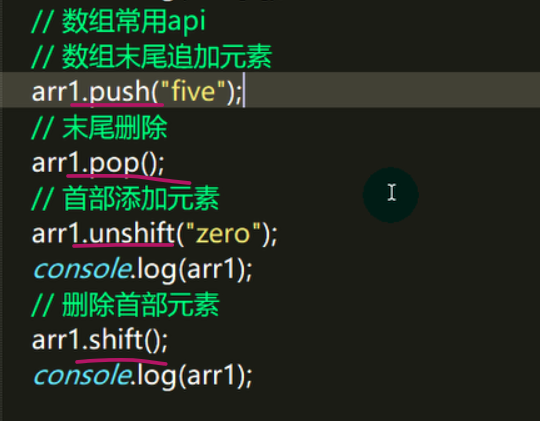 // 数组常用api
// 数组末尾追加元素
arr1.push("five");
// 末尾删除
arr1.pop();
// 首部添加元素
arr1.unshift("zero");
console.log(arr1);
// 删除首部元素
arr1.shift();
console.log(arr1);